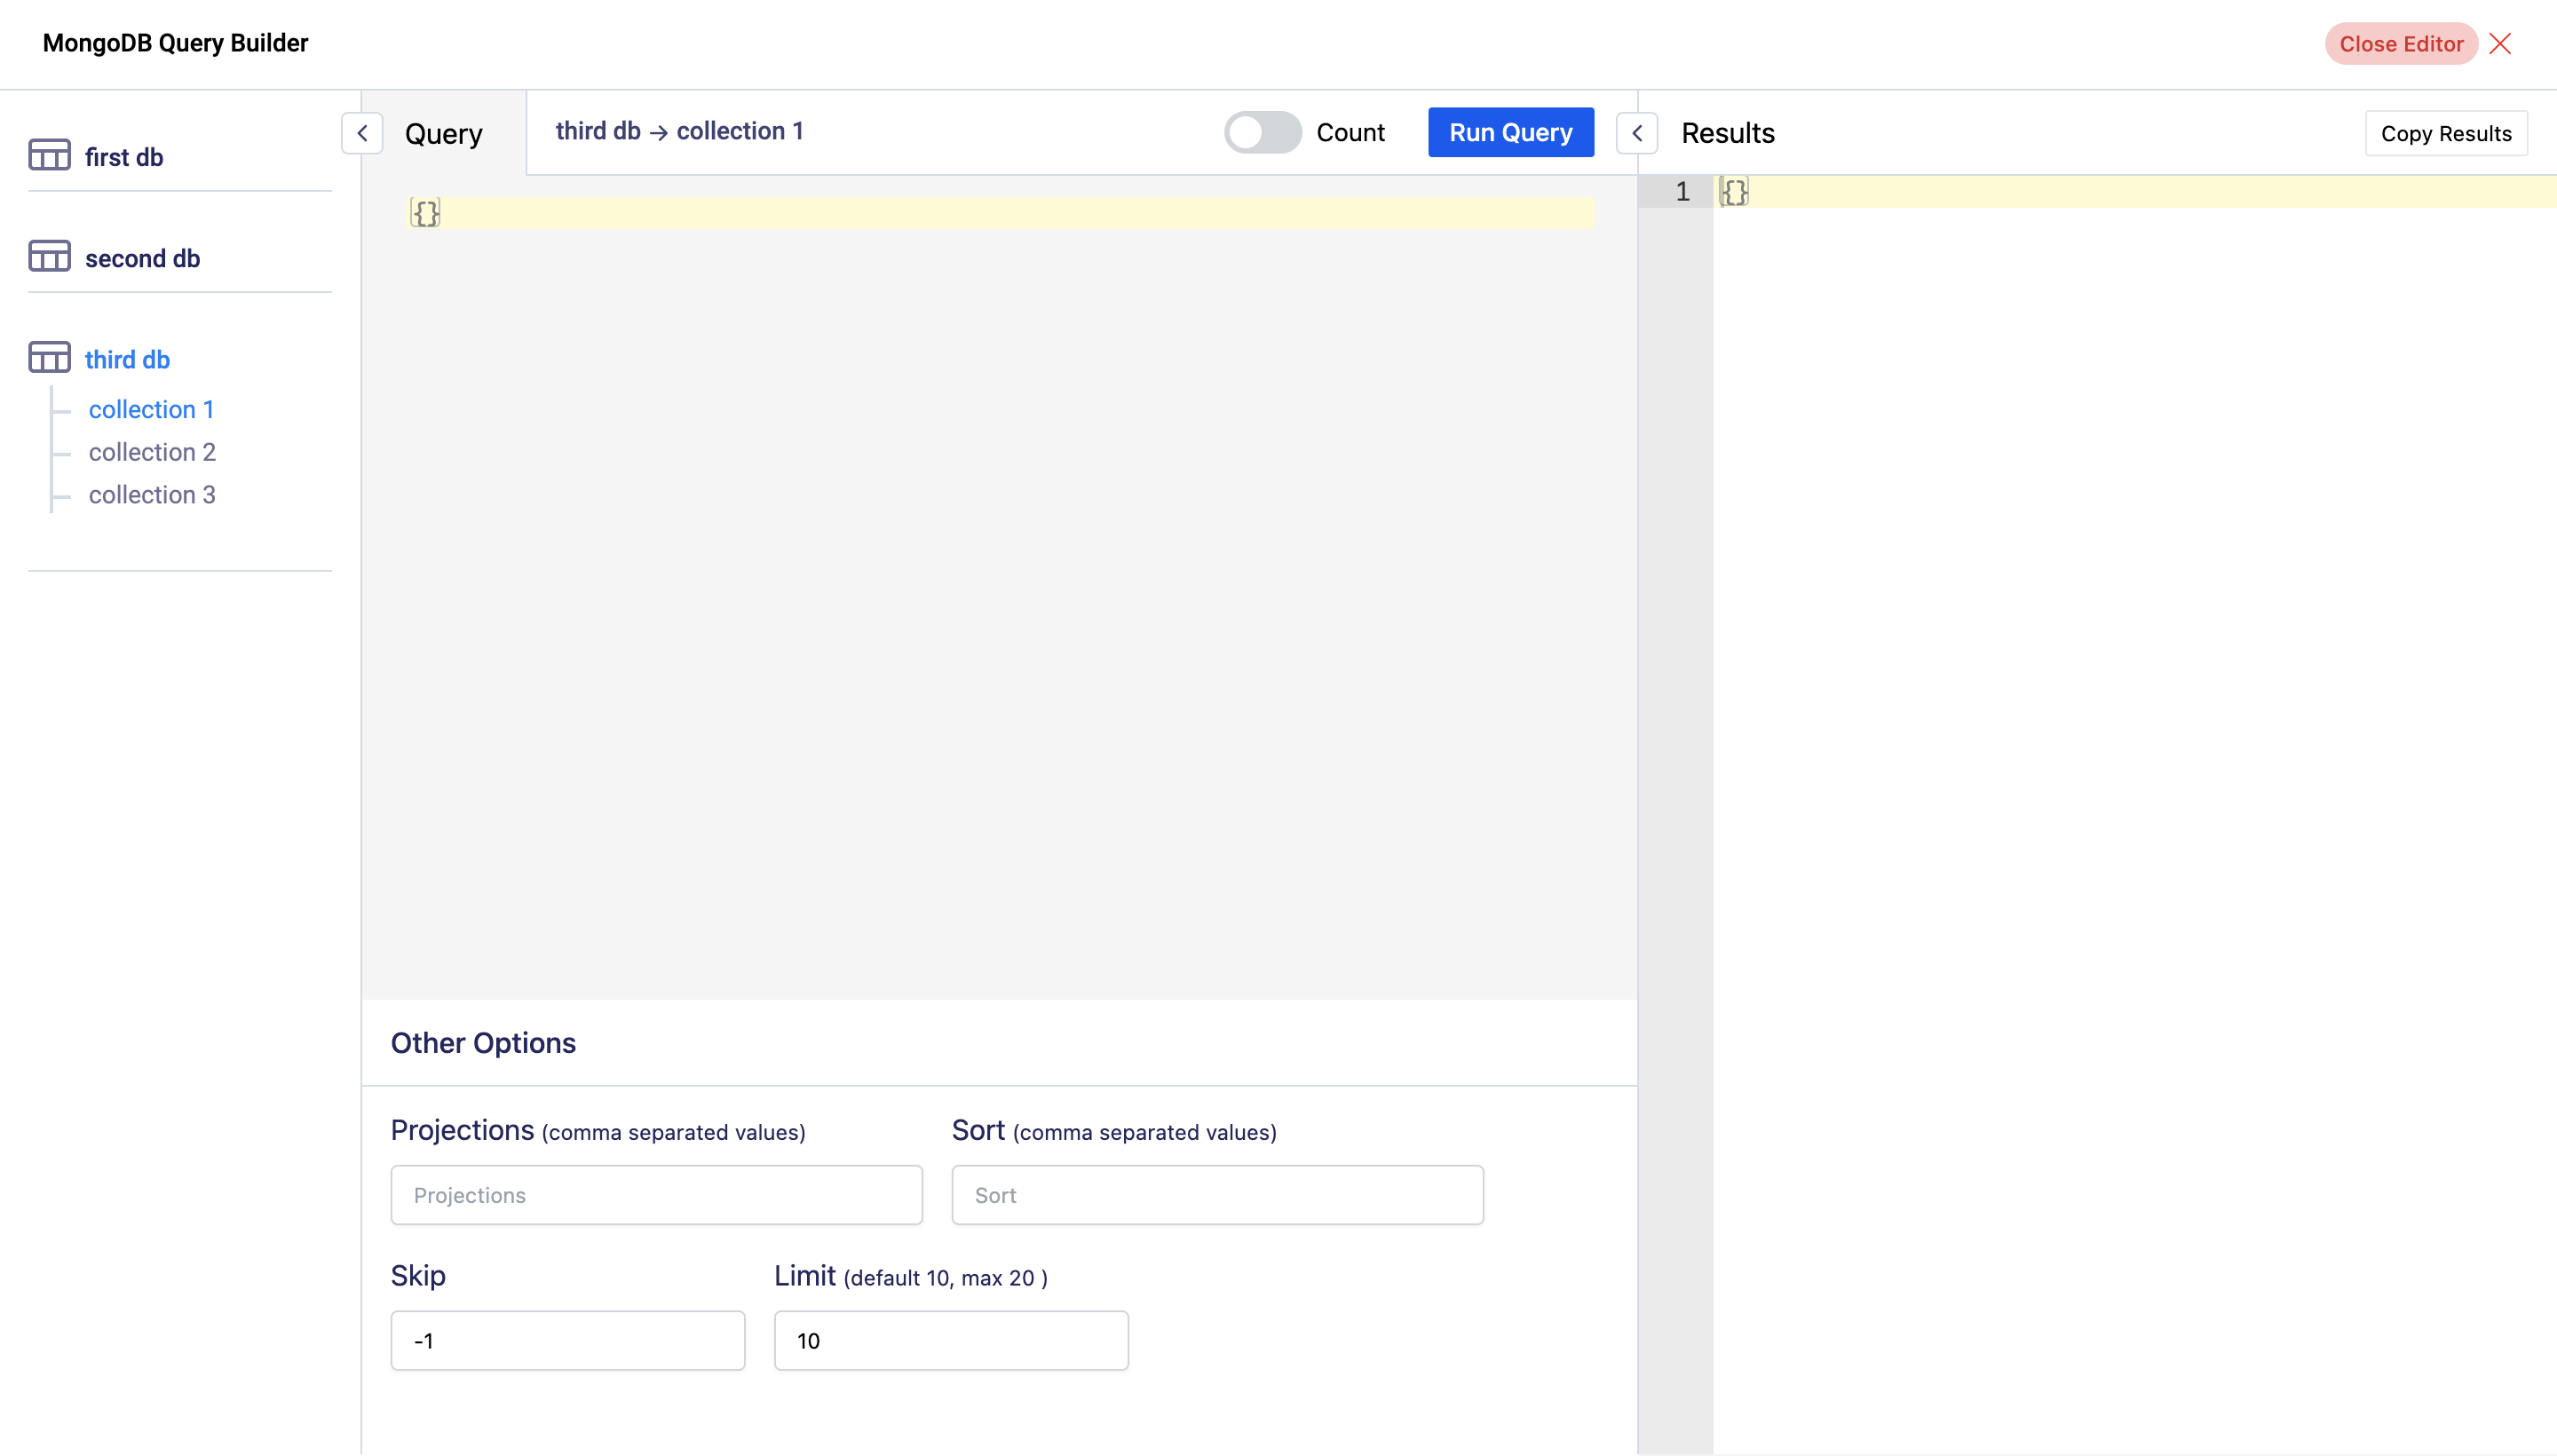 MongoDB Query Builder
Close Editor
first db
second db
third db
collection 1
collection 2
collection 3
Query
third db → collection 1
Count
Run Query
{}
Other Options
Projections (comma separated values)
Projections
Sort (comma separated values)
Sort
Skip
-1
Limit (default 10, max 20 )
10
Results
Copy Results
1 {}